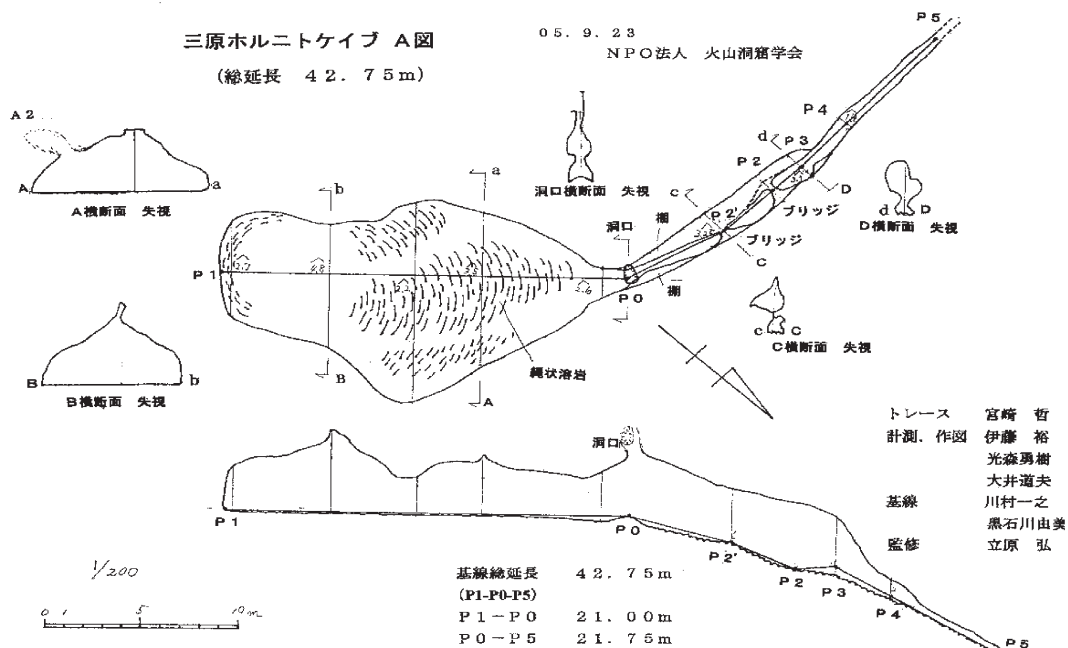 三原ホルニトケイブ A図
(総延長 42.75m)
05.9.23
NPO法人 火山洞窟学会
A2
A
a
A横断面 矢視
B
b
B横断面 矢視
洞口横断面 矢視
P5
P4
d
P3
P2
D
ブリッジ
d D
D横断面 矢視
c
P2'
ブリッジ
C
棚
洞口
棚
P0
c C
C横断面 矢視
a
b
P1
B
A
縄状溶岩
洞口
P1
P0
P2'
P2
P3
P4
P5
トレース 宮崎 哲
計測、作図 伊藤 裕
光森勇樹
大井道夫
基線 川村一之
黒石川由美
監修 立原 弘
1/200
0 1 5 10m
基線総延長 42.75m
(P1-P0-P5)
P1-P0 21.00m
P0-P5 21.75m